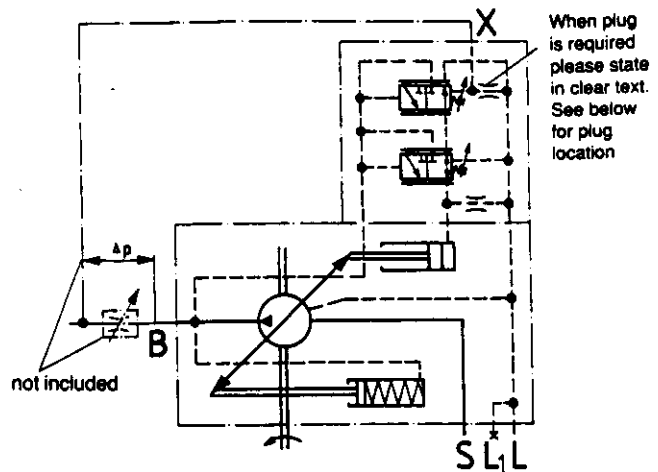 X
When plug
is required
please state
in clear text.
See below
for plug
location
Δp
B
not included
S L₁ L